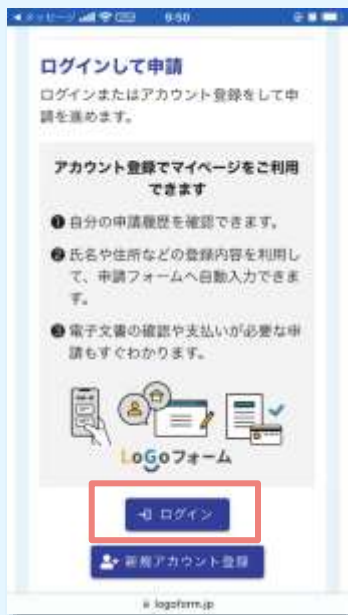 メッセージ 6:50
ログインして申請
ログインまたはアカウント登録をして申
請を進めます。
アカウント登録でマイページをご利用
できます
❶ 自分の申請履歴を確認できます。
❷ 氏名や住所などの登録内容を利用し
て、申請フォームへ自動入力できま
す。
❸ 電子文書の確認や支払いが必要な申
請もすぐわかります。
LoGoフォーム
ログイン
新規アカウント登録
logoform.jp